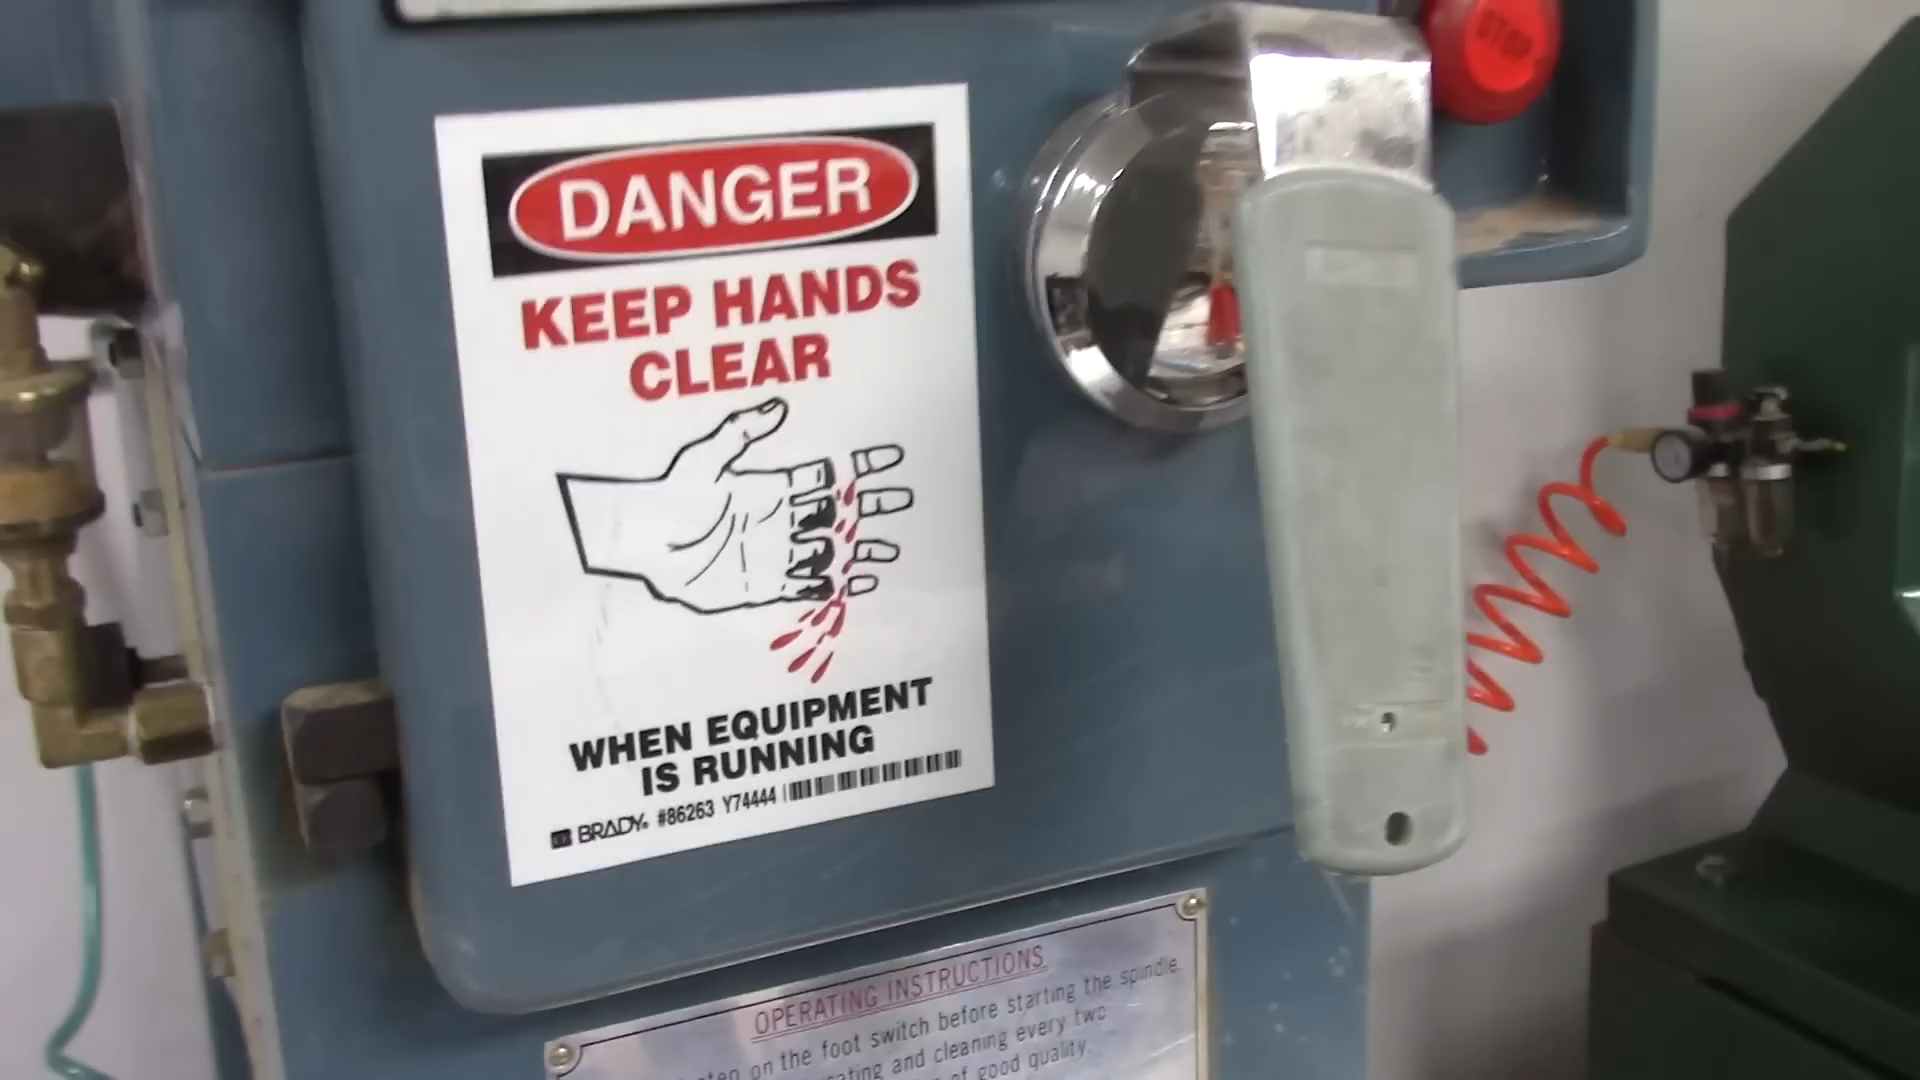 STOP
DANGER
KEEP HANDS
CLEAR
WHEN EQUIPMENT
IS RUNNING
BRADY. #86263 Y74444
OPERATING INSTRUCTIONS
on the foot switch before starting the spindle.
and cleaning every two
of good quality